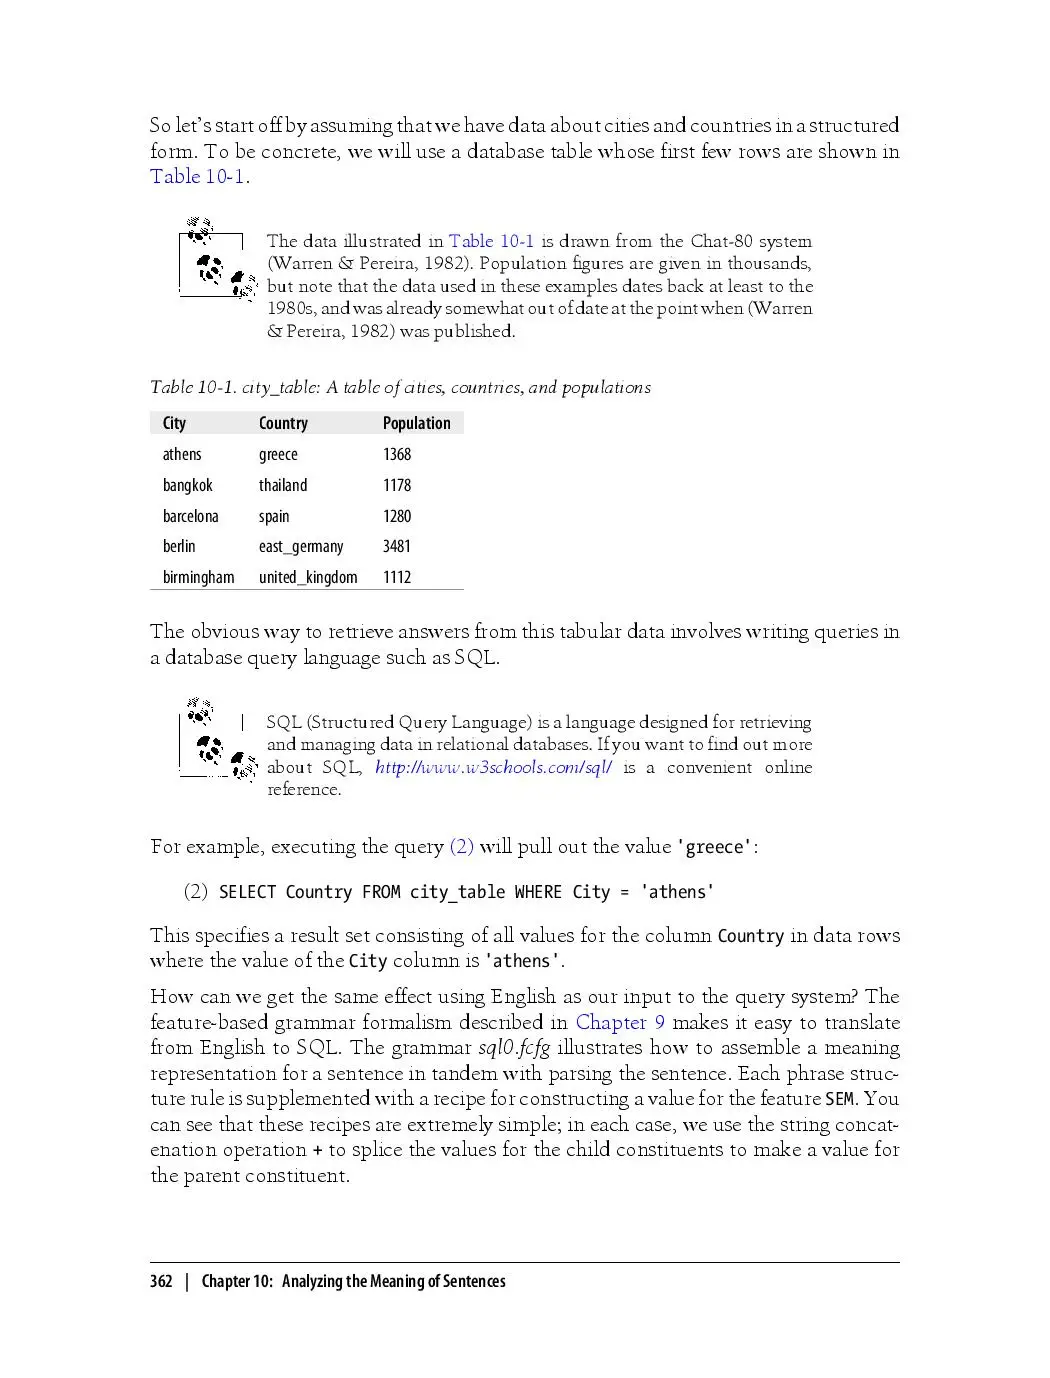 So let's start off by assuming that we have data about cities and countries in a structured
form. To be concrete, we will use a database table whose first few rows are shown in
Table 10-1.
The data illustrated in Table 10-1 is drawn from the Chat-80 system
(Warren & Pereira, 1982). Population figures are given in thousands,
but note that the data used in these examples dates back at least to the
1980s, and was already somewhat out of date at the point when (Warren
& Pereira, 1982) was published.
Table 10-1. city_table: A table of cities, countries, and populations
City Country Population
athens greece 1368
bangkok thailand 1178
barcelona spain 1280
berlin east_germany 3481
birmingham united_kingdom 1112
The obvious way to retrieve answers from this tabular data involves writing queries in
a database query language such as SQL.
SQL (Structured Query Language) is a language designed for retrieving
and managing data in relational databases. If you want to find out more
about SQL, http://www.w3schools.com/sql/ is a convenient online
reference.
For example, executing the query (2) will pull out the value 'greece':
(2) SELECT Country FROM city_table WHERE City = 'athens'
This specifies a result set consisting of all values for the column Country in data rows
where the value of the City column is 'athens'.
How can we get the same effect using English as our input to the query system? The
feature-based grammar formalism described in Chapter 9 makes it easy to translate
from English to SQL. The grammar sql0.fcfg illustrates how to assemble a meaning
representation for a sentence in tandem with parsing the sentence. Each phrase struc-
ture rule is supplemented with a recipe for constructing a value for the feature SEM. You
can see that these recipes are extremely simple; in each case, we use the string concat-
enation operation + to splice the values for the child constituents to make a value for
the parent constituent.
362 | Chapter 10: Analyzing the Meaning of Sentences